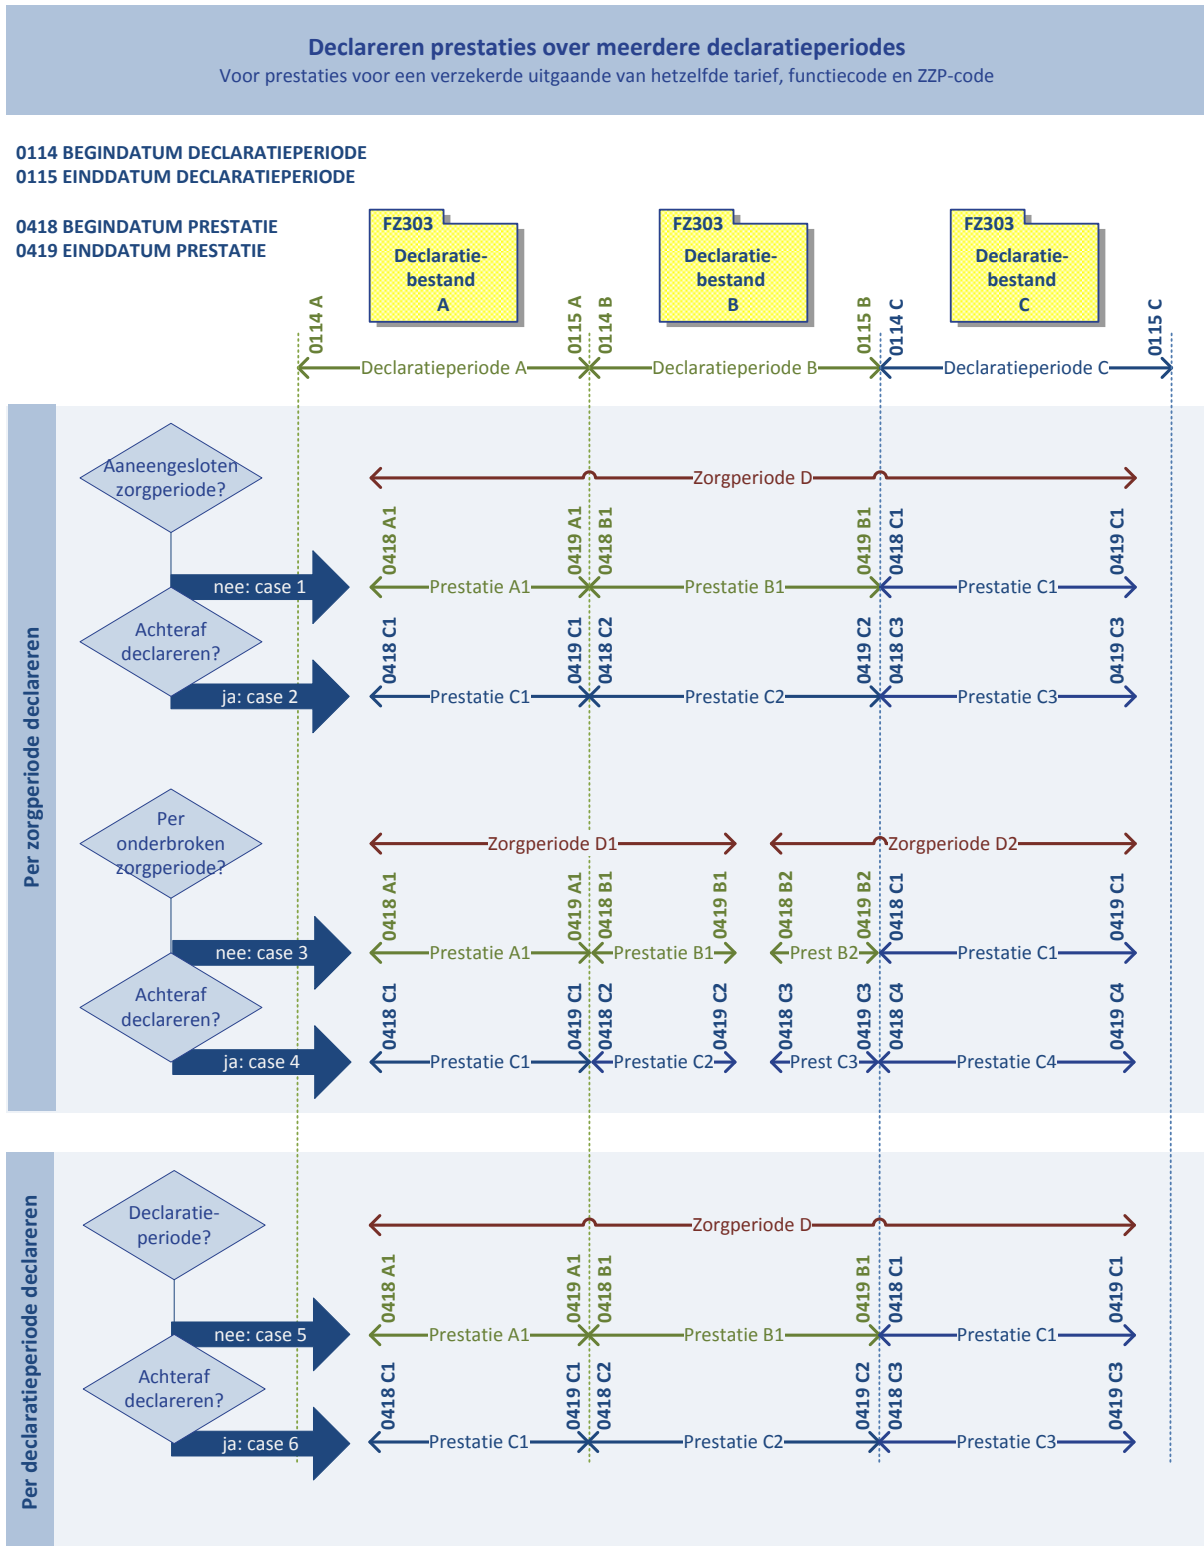 Declareren prestaties over meerdere declaratieperiodes
Voor prestaties voor een verzekerde uitgaande van hetzelfde tarief, functiecode en ZZP-code
0114 BEGINDATUM DECLARATIEPERIODE
0115 EINDDATUM DECLARATIEPERIODE
0418 BEGINDATUM PRESTATIE
0419 EINDDATUM PRESTATIE
FZ303
Declaratie-
bestand
A
FZ303
Declaratie-
bestand
B
FZ303
Declaratie-
bestand
C
0114 A
0115 A
0114 B
0115 B
0114 C
0115 C
Declaratieperiode A
Declaratieperiode B
Declaratieperiode C
Per zorgperiode declareren
Aaneengesloten
zorgperiode?
Zorgperiode D
0418 A1
0419 A1
0418 B1
0419 B1
0418 C1
0419 C1
nee: case 1
Prestatie A1
Prestatie B1
Prestatie C1
Achteraf
declareren?
0418 C1
0419 C1
0418 C2
0419 C2
0418 C3
0419 C3
ja: case 2
Prestatie C1
Prestatie C2
Prestatie C3
Per
onderbroken
zorgperiode?
Zorgperiode D1
Zorgperiode D2
0418 A1
0419 A1
0418 B1
0419 B1
0418 B2
0419 B2
0418 C1
0419 C1
nee: case 3
Prestatie A1
Prestatie B1
Prest B2
Prestatie C1
Achteraf
declareren?
0418 C1
0419 C1
0418 C2
0419 C2
0418 C3
0419 C3
0418 C4
0419 C4
ja: case 4
Prestatie C1
Prestatie C2
Prest C3
Prestatie C4
Per declaratieperiode declareren
Declaratie-
periode?
Zorgperiode D
0418 A1
0419 A1
0418 B1
0419 B1
0418 C1
0419 C1
nee: case 5
Prestatie A1
Prestatie B1
Prestatie C1
Achteraf
declareren?
0418 C1
0419 C1
0418 C2
0419 C2
0418 C3
0419 C3
ja: case 6
Prestatie C1
Prestatie C2
Prestatie C3